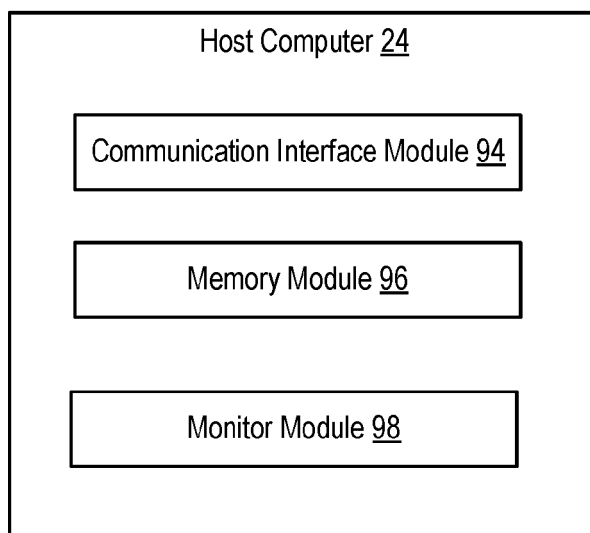 Host Computer 24
Communication Interface Module 94
Memory Module 96
Monitor Module 98